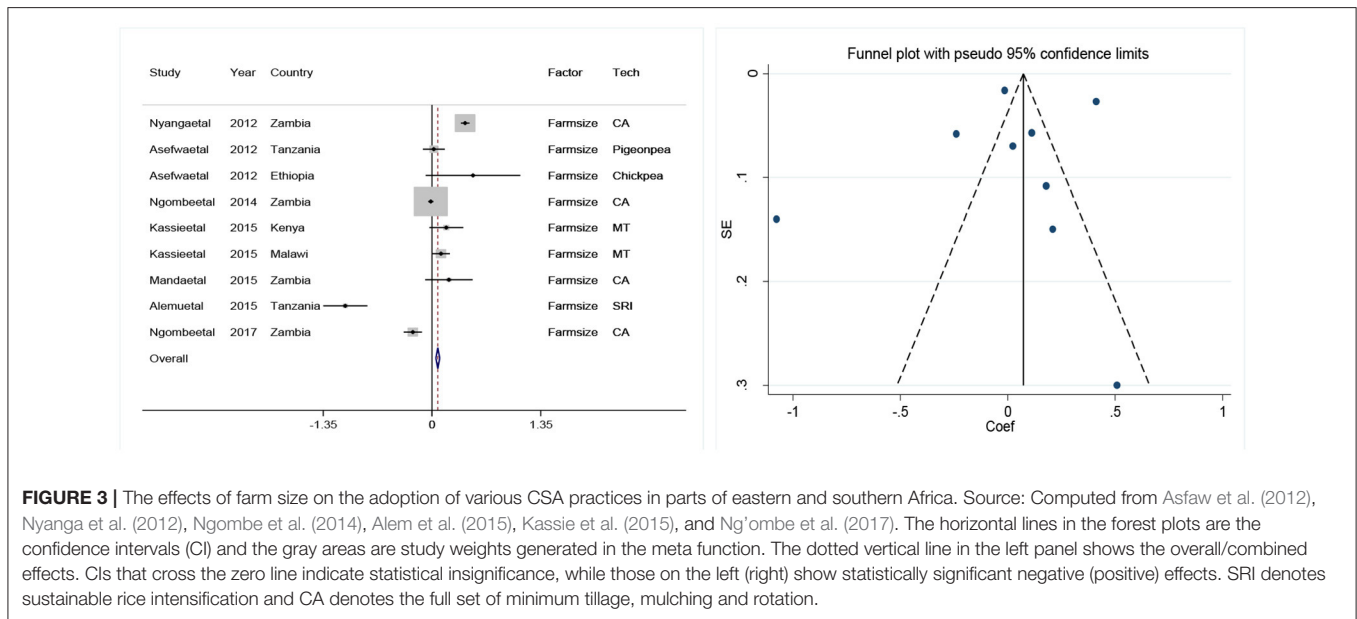 Study Year Country Factor Tech
Nyangaetal 2012 Zambia Farmsize CA
Asefwaetal 2012 Tanzania Farmsize Pigeonpea
Asefwaetal 2012 Ethiopia Farmsize Chickpea
Ngombeetal 2014 Zambia Farmsize CA
Kassieetal 2015 Kenya Farmsize MT
Kassieetal 2015 Malawi Farmsize MT
Mandaetal 2015 Zambia Farmsize CA
Alemuetal 2015 Tanzania Farmsize SRI
Ngombeetal 2017 Zambia Farmsize CA
Overall
-1.35 0 1.35
Funnel plot with pseudo 95% confidence limits
0
.1
.2
.3
SE
-1 -.5 0 .5 1
Coef
FIGURE 3 | The effects of farm size on the adoption of various CSA practices in parts of eastern and southern Africa. Source: Computed from Asfaw et al. (2012),
Nyanga et al. (2012), Ngombe et al. (2014), Alem et al. (2015), Kassie et al. (2015), and Ng'ombe et al. (2017). The horizontal lines in the forest plots are the
confidence intervals (CI) and the gray areas are study weights generated in the meta function. The dotted vertical line in the left panel shows the overall/combined
effects. CIs that cross the zero line indicate statistical insignificance, while those on the left (right) show statistically significant negative (positive) effects. SRI denotes
sustainable rice intensification and CA denotes the full set of minimum tillage, mulching and rotation.